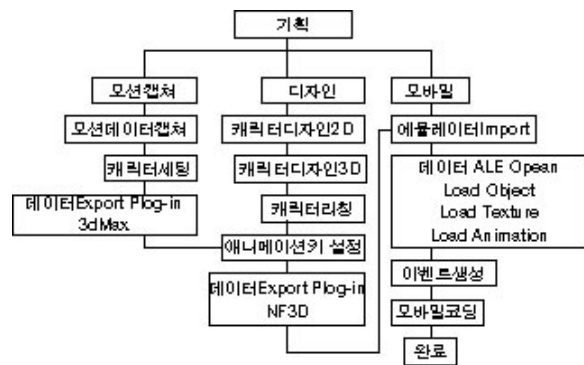 기획
모션캡쳐
디자인
모바일
모션데이터캡쳐
캐릭터디자인2D
에뮬레이터Import
캐릭터세팅
캐릭터디자인3D
데이터 ALE Opean
Load Object
Load Texture
Load Animation
데이터Export Plog-in
3dMax
캐릭터리칭
애니메이션키 설정
이벤트생성
데이터Export Plog-in
NF3D
모바일코딩
완료